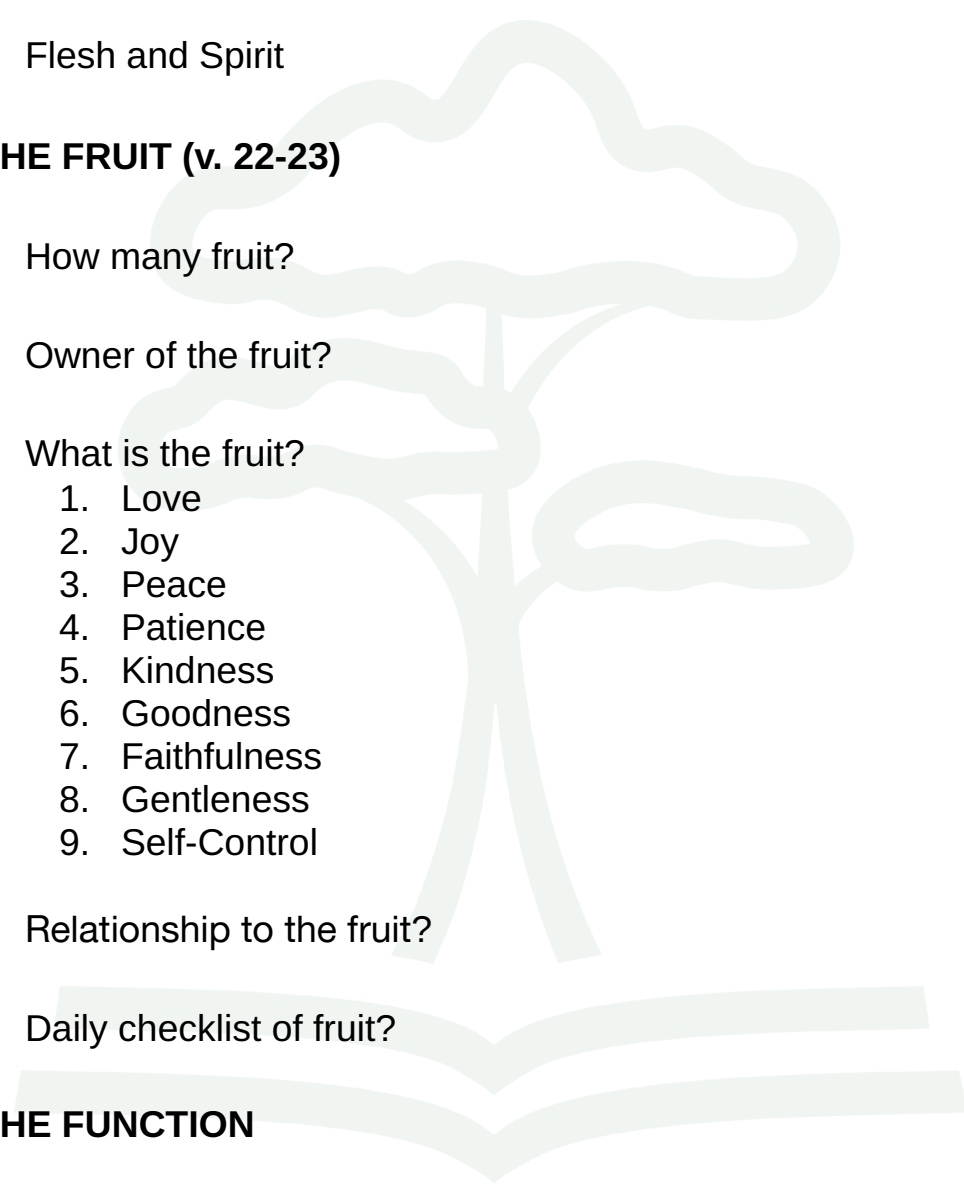 Flesh and Spirit
HE FRUIT (v. 22-23)
How many fruit?
Owner of the fruit?
What is the fruit?
1. Love
2. Joy
3. Peace
4. Patience
5. Kindness
6. Goodness
7. Faithfulness
8. Gentleness
9. Self-Control
Relationship to the fruit?
Daily checklist of fruit?
HE FUNCTION